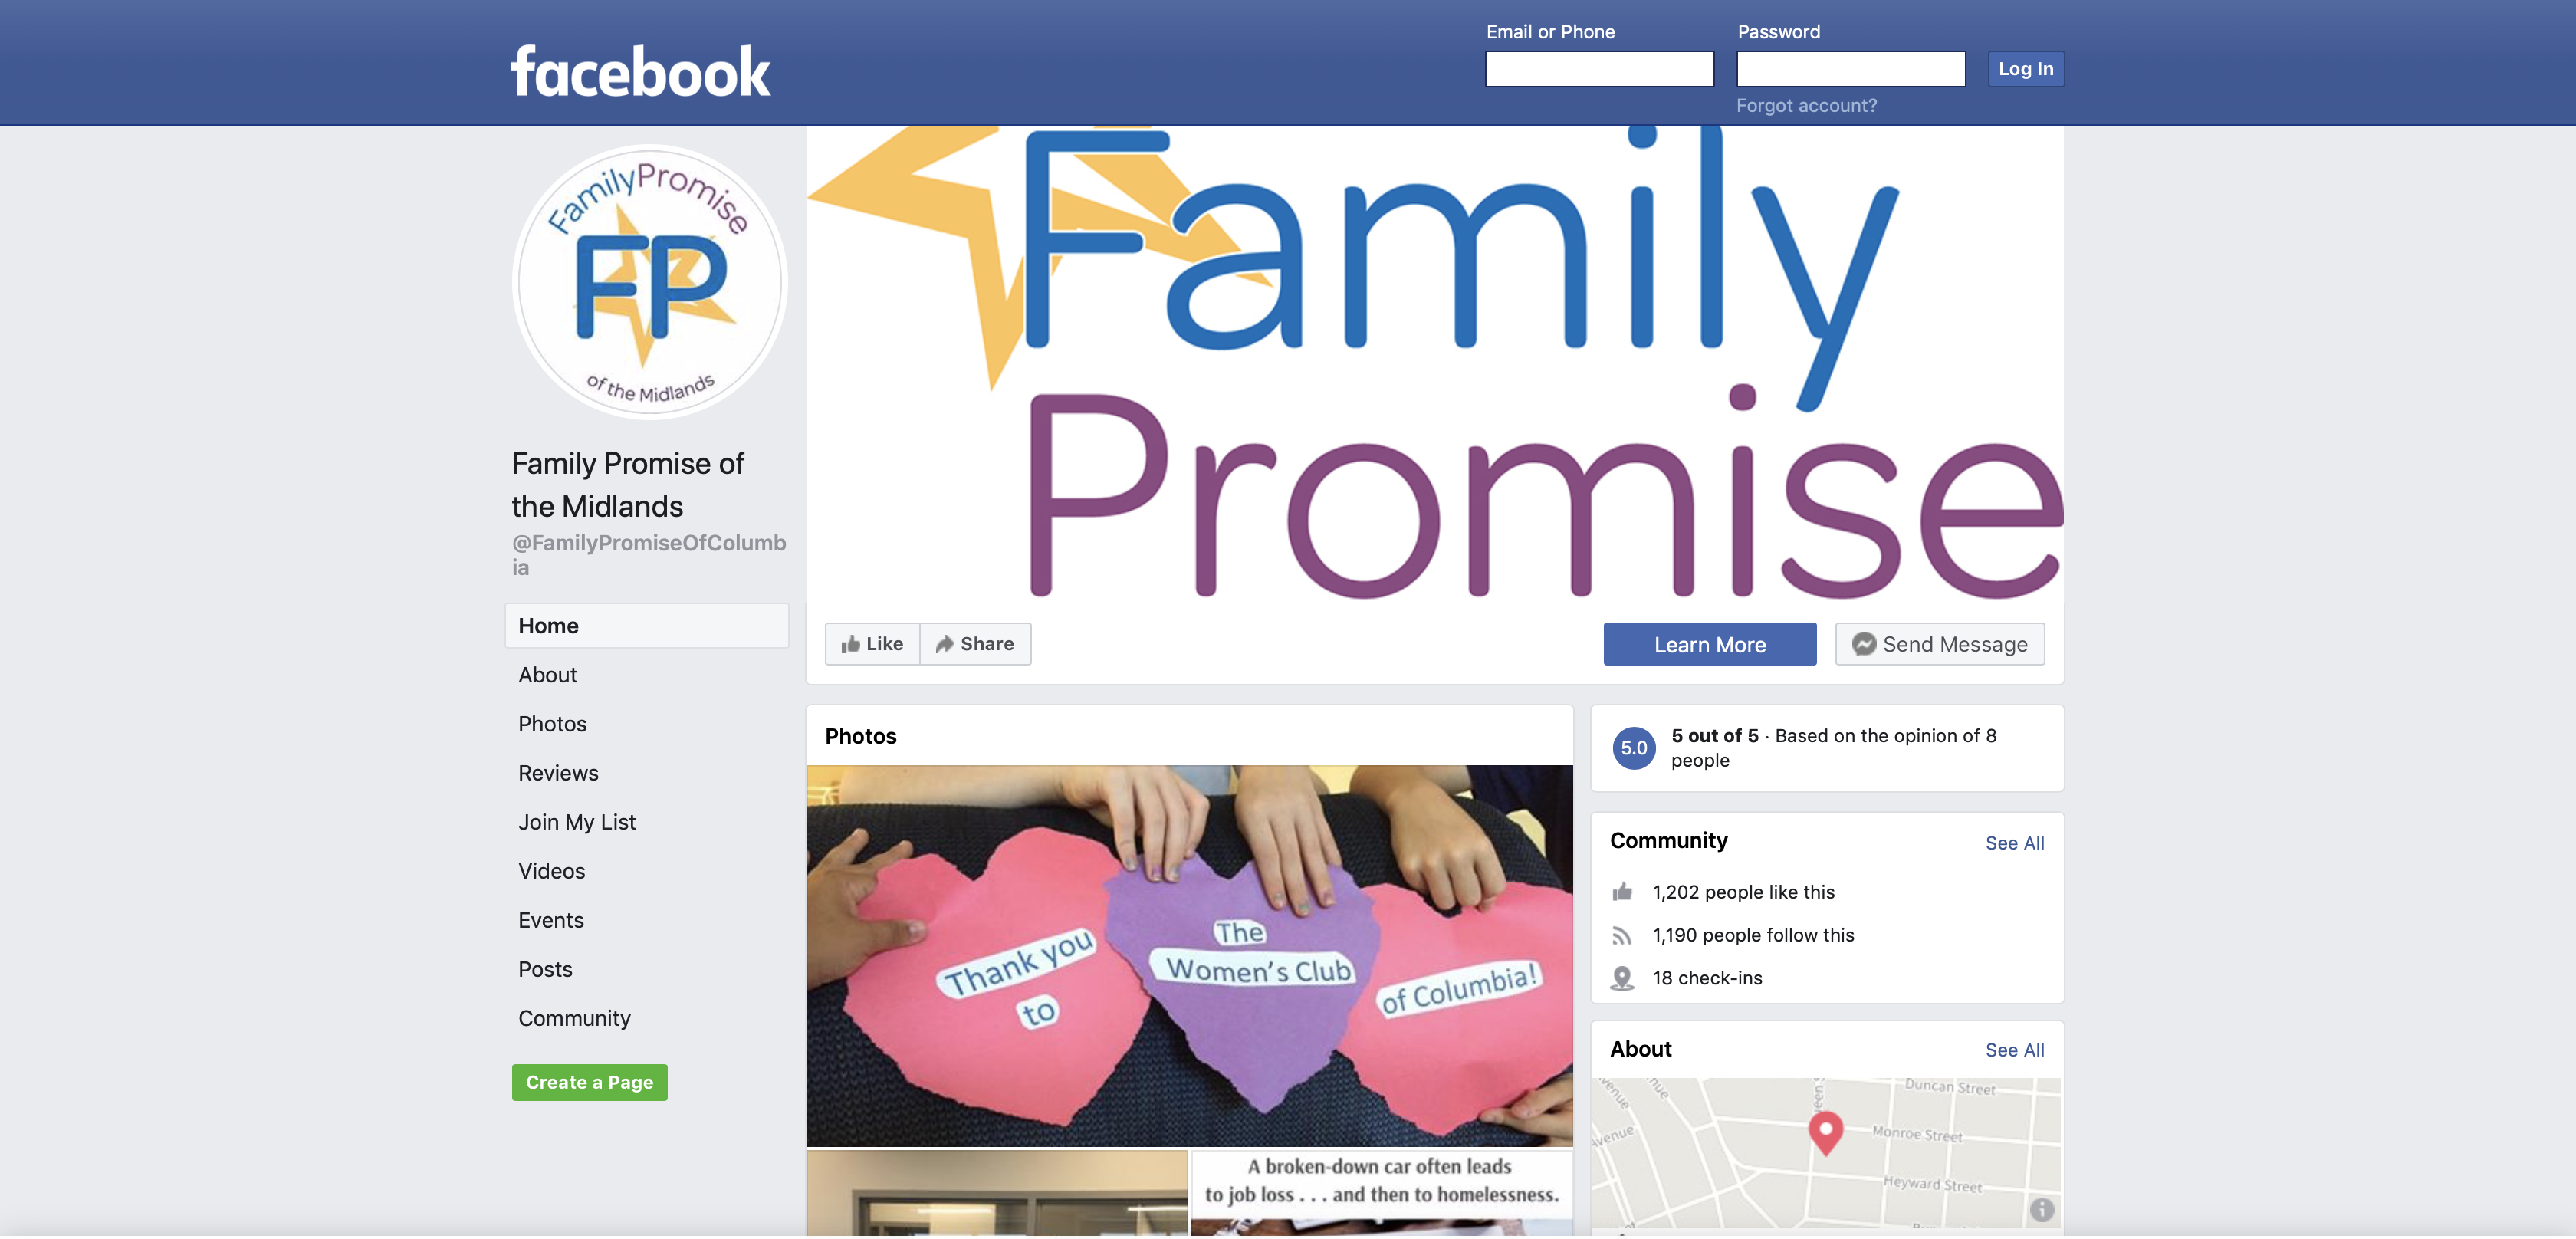 facebook
Email or Phone
Password
Log In
Forgot account?
FamilyPromise
FP
of the Midlands
Family Promise of
the Midlands
@FamilyPromiseOfColumb
ia
Home
About
Photos
Reviews
Join My List
Videos
Events
Posts
Community
Create a Page
Family
Promise
Like
Share
Learn More
Send Message
Photos
Thank you
to
The
Women's Club
of Columbia!
A broken-down car often leads
to job loss . . . and then to homelessness.
5.0
5 out of 5 · Based on the opinion of 8
people
Community
See All
1,202 people like this
1,190 people follow this
18 check-ins
About
See All
Duncan Street
Monroe Street
Heyward Street